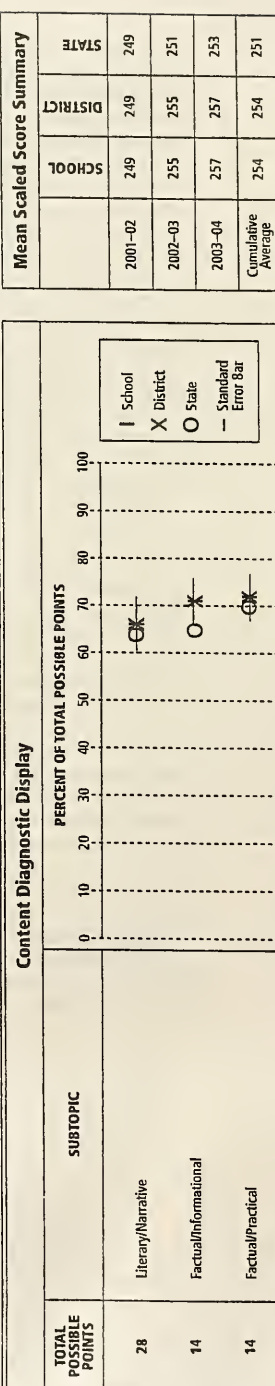 Content Diagnostic Display
TOTAL
POSSIBLE
POINTS
SUBTOPIC
PERCENT OF TOTAL POSSIBLE POINTS
0 10 20 30 40 50 60 70 80 90 100
28 Literary/Narrative
14 Factual/Informational
14 Factual/Practical
School
X District
O State
Standard
Error Bar
Mean Scaled Score Summary
SCHOOL DISTRICT STATE
2001–02 249 249 249
2002–03 255 255 251
2003–04 257 257 253
Cumulative
Average 254 254 251